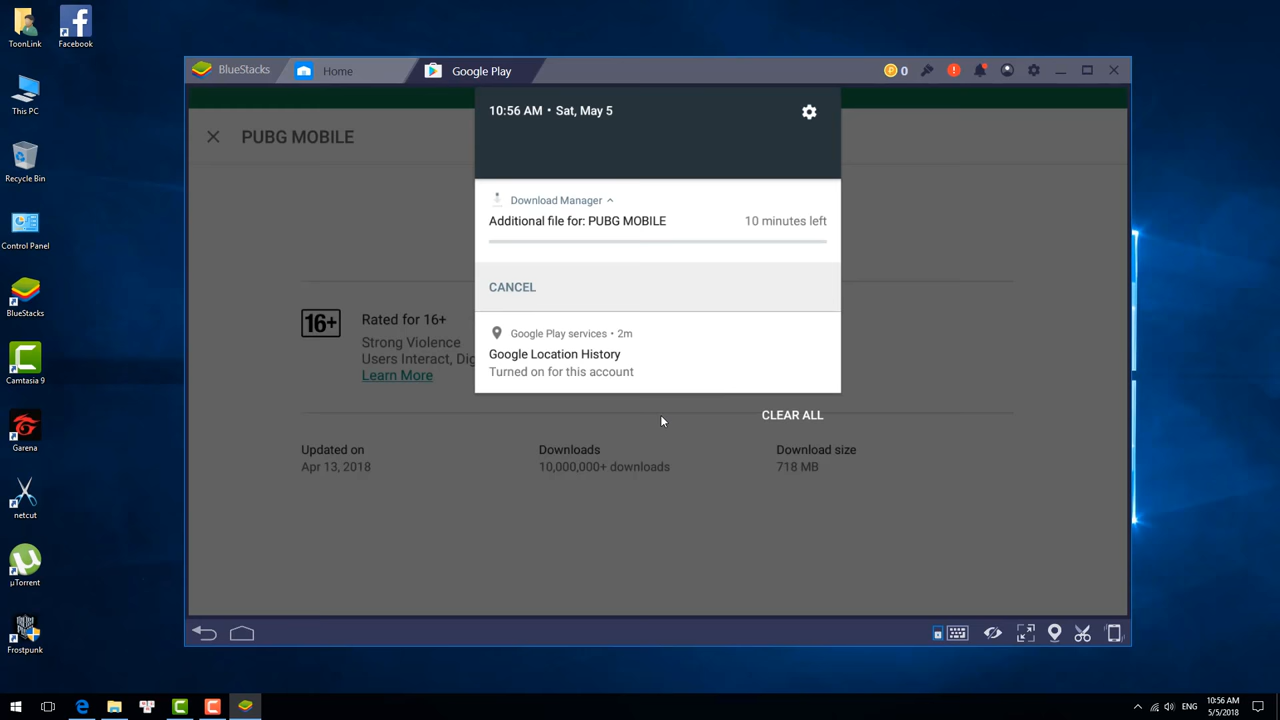 ToonLink
Facebook
This PC
Recycle Bin
Control Panel
BlueStacks
Camtasia 9
Garena
netcut
µTorrent
Frostpunk
BlueStacks
Home
Google Play
P 0
PUBG MOBILE
10:56 AM • Sat, May 5
Download Manager
Additional file for: PUBG MOBILE
10 minutes left
CANCEL
Google Play services • 2m
Google Location History
Turned on for this account
CLEAR ALL
16+
Rated for 16+
Strong Violence
Users Interact, Dig
Learn More
Updated on
Apr 13, 2018
Downloads
10,000,000+ downloads
Download size
718 MB
ENG
10:56 AM
5/5/2018